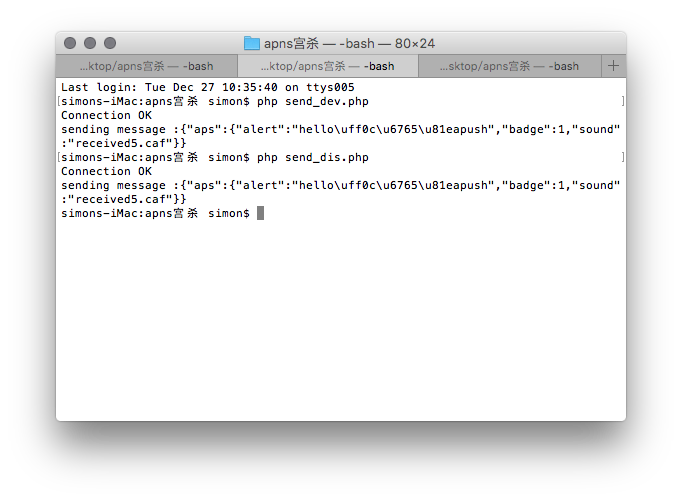 apns宫杀 — -bash — 80×24
...ktop/apns宫杀 — -bash
...ktop/apns宫杀 — -bash
...sktop/apns宫杀 — -bash
Last login: Tue Dec 27 10:35:40 on ttys005
[simons-iMac:apns宫杀 simon$ php send_dev.php ]
Connection OK
sending message :{"aps":{"alert":"hello\uff0c\u6765\u81eapush","badge":1,"sound"
:"received5.caf"}}
[simons-iMac:apns宫杀 simon$ php send_dis.php ]
Connection OK
sending message :{"aps":{"alert":"hello\uff0c\u6765\u81eapush","badge":1,"sound"
:"received5.caf"}}
simons-iMac:apns宫杀 simon$